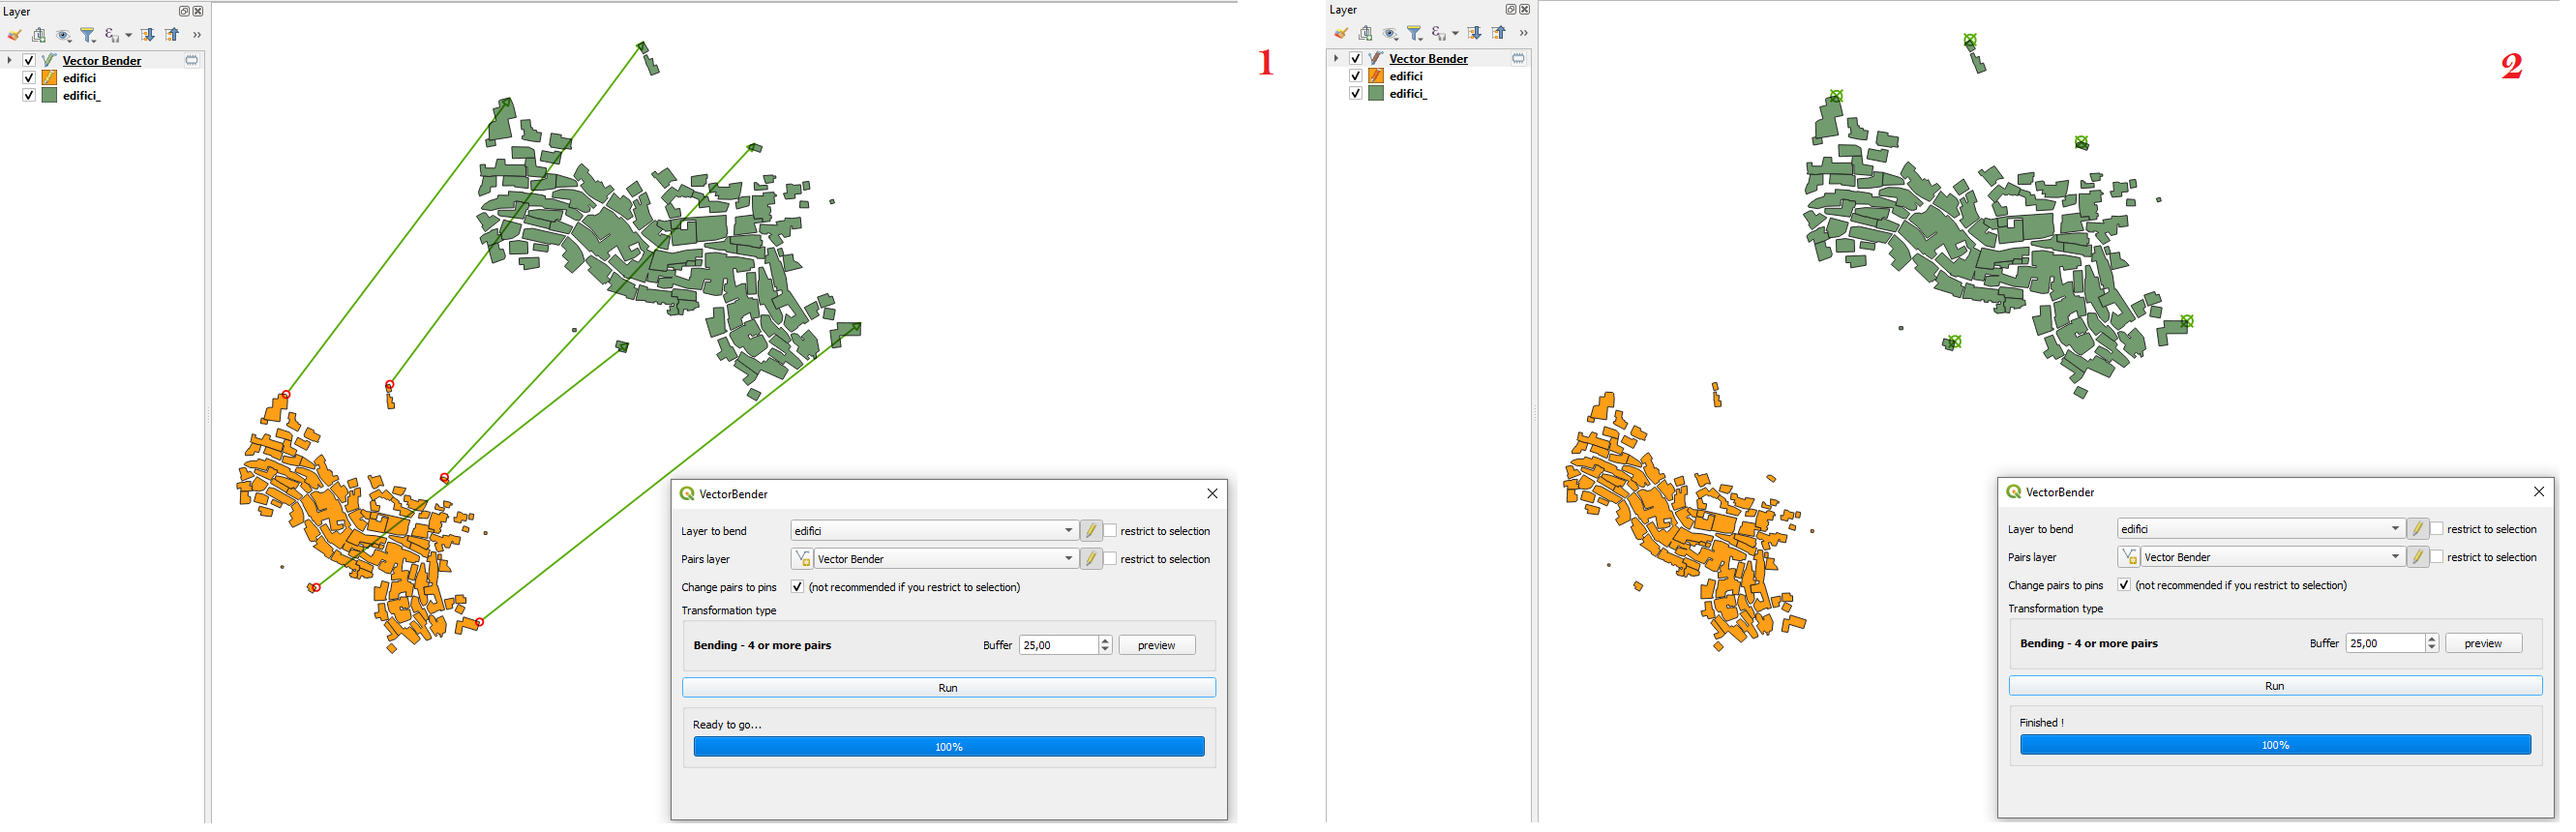 Layer
Vector Bender
edifici
edifici_
1
VectorBender
Layer to bend edifici restrict to selection
Pairs layer Vector Bender restrict to selection
Change pairs to pins (not recommended if you restrict to selection)
Transformation type
Bending - 4 or more pairs Buffer 25,00 preview
Run
Ready to go...
100%
Layer
Vector Bender
edifici
edifici_
2
VectorBender
Layer to bend edifici restrict to selection
Pairs layer Vector Bender restrict to selection
Change pairs to pins (not recommended if you restrict to selection)
Transformation type
Bending - 4 or more pairs Buffer 25,00 preview
Run
Finished !
100%